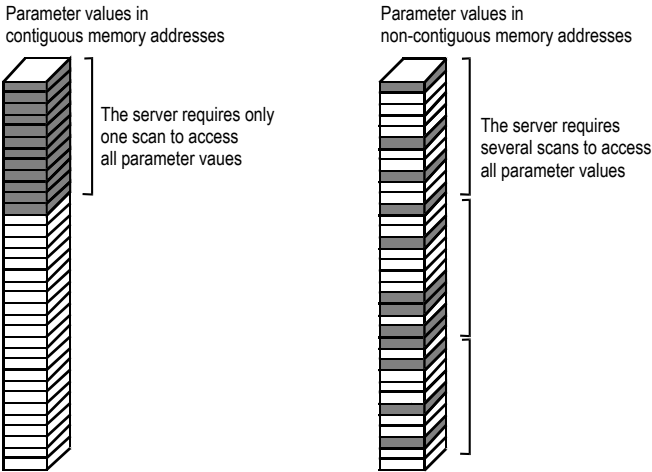 Parameter values in
contiguous memory addresses
The server requires only
one scan to access
all parameter vaues
Parameter values in
non-contiguous memory addresses
The server requires
several scans to access
all parameter values